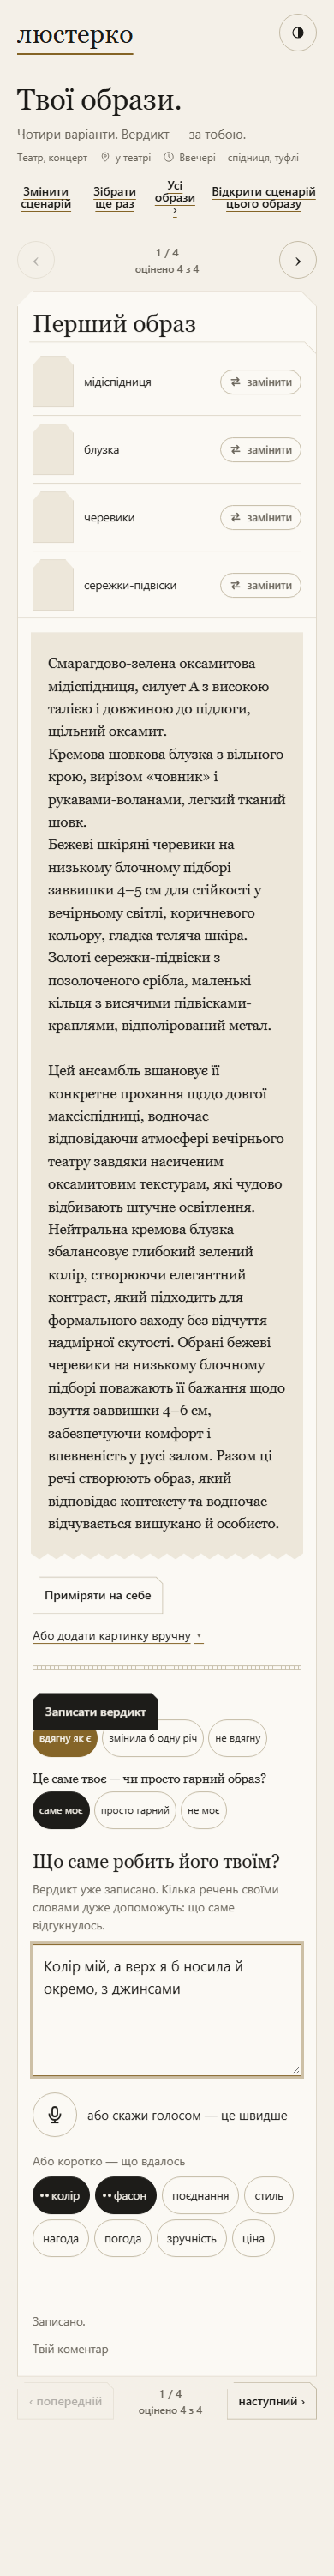 люстерко
Твої образи.
Чотири варіанти. Вердикт — за тобою.
Театр, концерт у театрі Ввечері спідниця, туфлі
Змінити сценарій
Зібрати ще раз
Усі образи ›
Відкрити сценарій цього образу
‹
1 / 4
оцінено 4 з 4
›
Перший образ
мідіспідниця
замінити
блузка
замінити
черевики
замінити
сережки-підвіски
замінити
Смарагдово-зелена оксамитова
мідіспідниця, силует А з високою
талією і довжиною до підлоги,
щільний оксамит.
Кремова шовкова блузка з вільного
крою, вирізом «човник» і
рукавами-воланами, легкий тканий
шовк.
Бежеві шкіряні черевики на
низькому блочному підборі
заввишки 4–5 см для стійкості у
вечірньому світлі, коричневого
кольору, гладка теляча шкіра.
Золоті сережки-підвіски з
позолоченого срібла, маленькі
кільця з висячими підвісками-
краплями, відполірований метал.
Цей ансамбль вшановує її
конкретне прохання щодо довгої
максіспідниці, водночас
відповідаючи атмосфері вечірнього
театру завдяки насиченим
оксамитовим текстурам, які чудово
відбивають штучне освітлення.
Нейтральна кремова блузка
збалансовує глибокий зелений
колір, створюючи елегантний
контраст, який підходить для
формального заходу без відчуття
надмірної скутості. Обрані бежеві
черевики на низькому блочному
підборі поважають її бажання щодо
взуття заввишки 4–6 см,
забезпечуючи комфорт і
впевненість у русі залом. Разом ці
речі створюють образ, який
відповідає контексту та водночас
відчувається вишукано й особисто.
Приміряти на себе
Або додати картинку вручну
Записати вердикт
вдягну як є
змінила б одну річ
не вдягну
Це саме твоє — чи просто гарний образ?
саме моє
просто гарний
не моє
Що саме робить його твоїм?
Вердикт уже записано. Кілька речень своїми
словами дуже допоможуть: що саме
відгукнулось.
Колір мій, а верх я б носила й
окремо, з джинсами
або скажи голосом — це швидше
Або коротко — що вдалось
•• колір
•• фасон
поєднання
стиль
нагода
погода
зручність
ціна
Записано.
Твій коментар
‹ попередній
1 / 4
оцінено 4 з 4
наступний ›